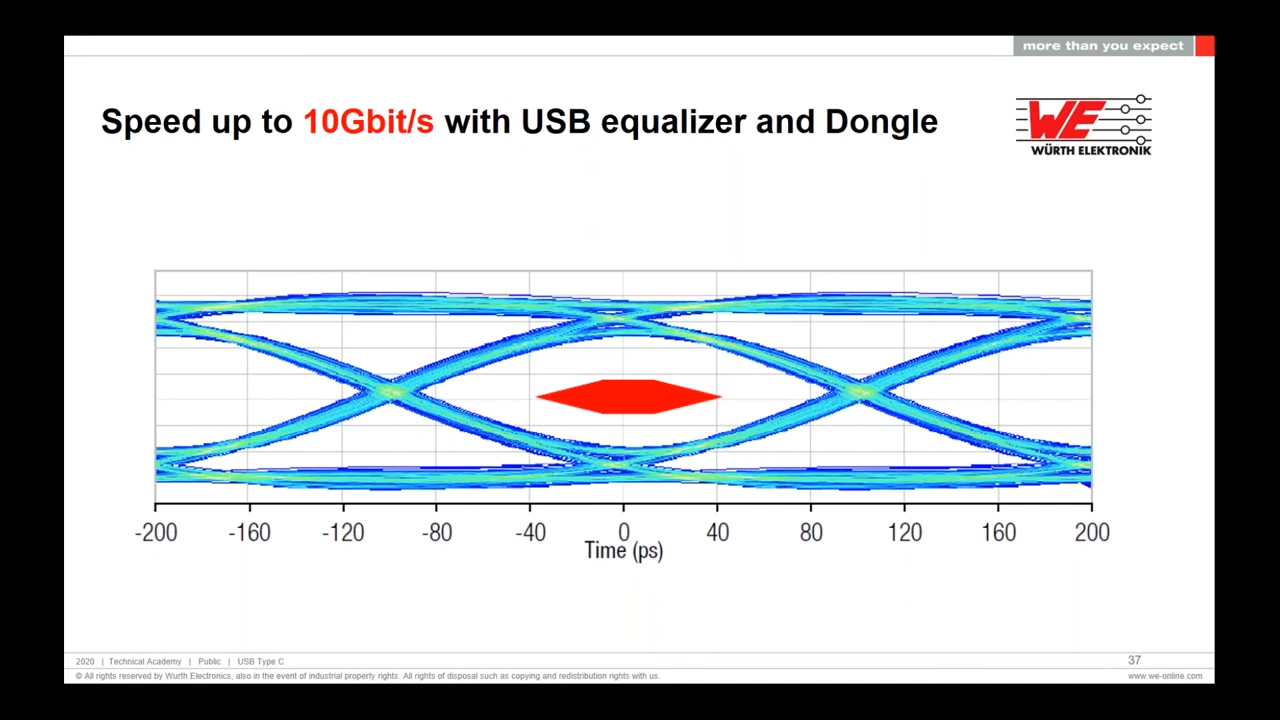 more than you expect
Speed up to 10Gbit/s with USB equalizer and Dongle
WE
WÜRTH ELEKTRONIK
-200 -160 -120 -80 -40 0 40 80 120 160 200
Time (ps)
2020 | Technical Academy | Public | USB Type C
37
© All rights reserved by Wurth Electronics, also in the event of industrial property rights. All rights of disposal such as copying and redistribution rights with us.
www.we-online.com